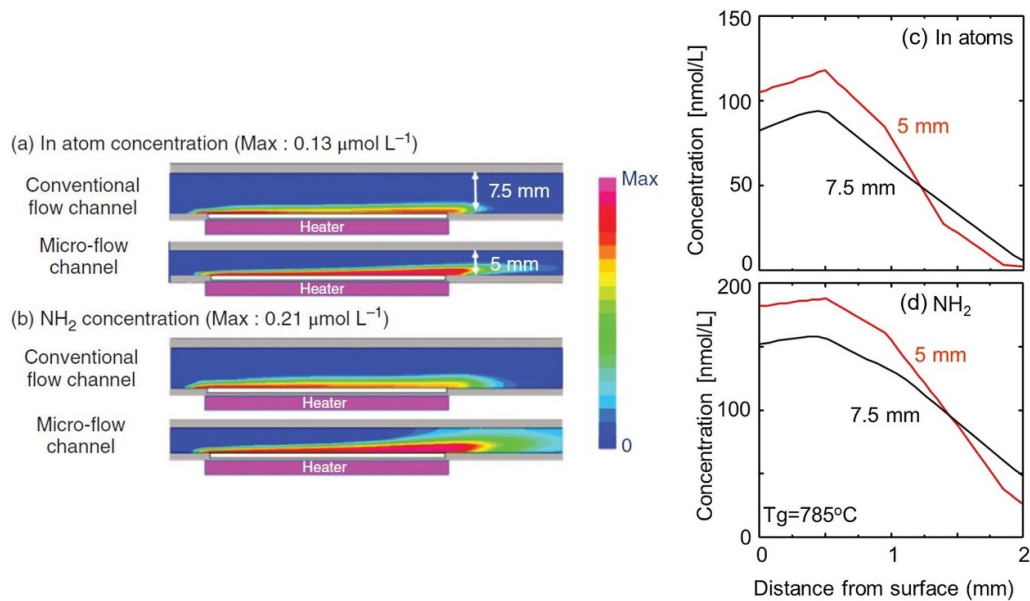 (a) In atom concentration (Max : 0.13 μmol L⁻¹)
Conventional
flow channel
7.5 mm
Heater
Micro-flow
channel
5 mm
Heater
(b) NH₂ concentration (Max : 0.21 μmol L⁻¹)
Conventional
flow channel
Heater
Micro-flow
channel
Heater
Max
0
(c) In atoms
Concentration [nmol/L]
150
100
50
0
5 mm
7.5 mm
(d) NH₂
Concentration [nmol/L]
200
100
0
5 mm
7.5 mm
Tg=785ºC
0 1 2
Distance from surface (mm)